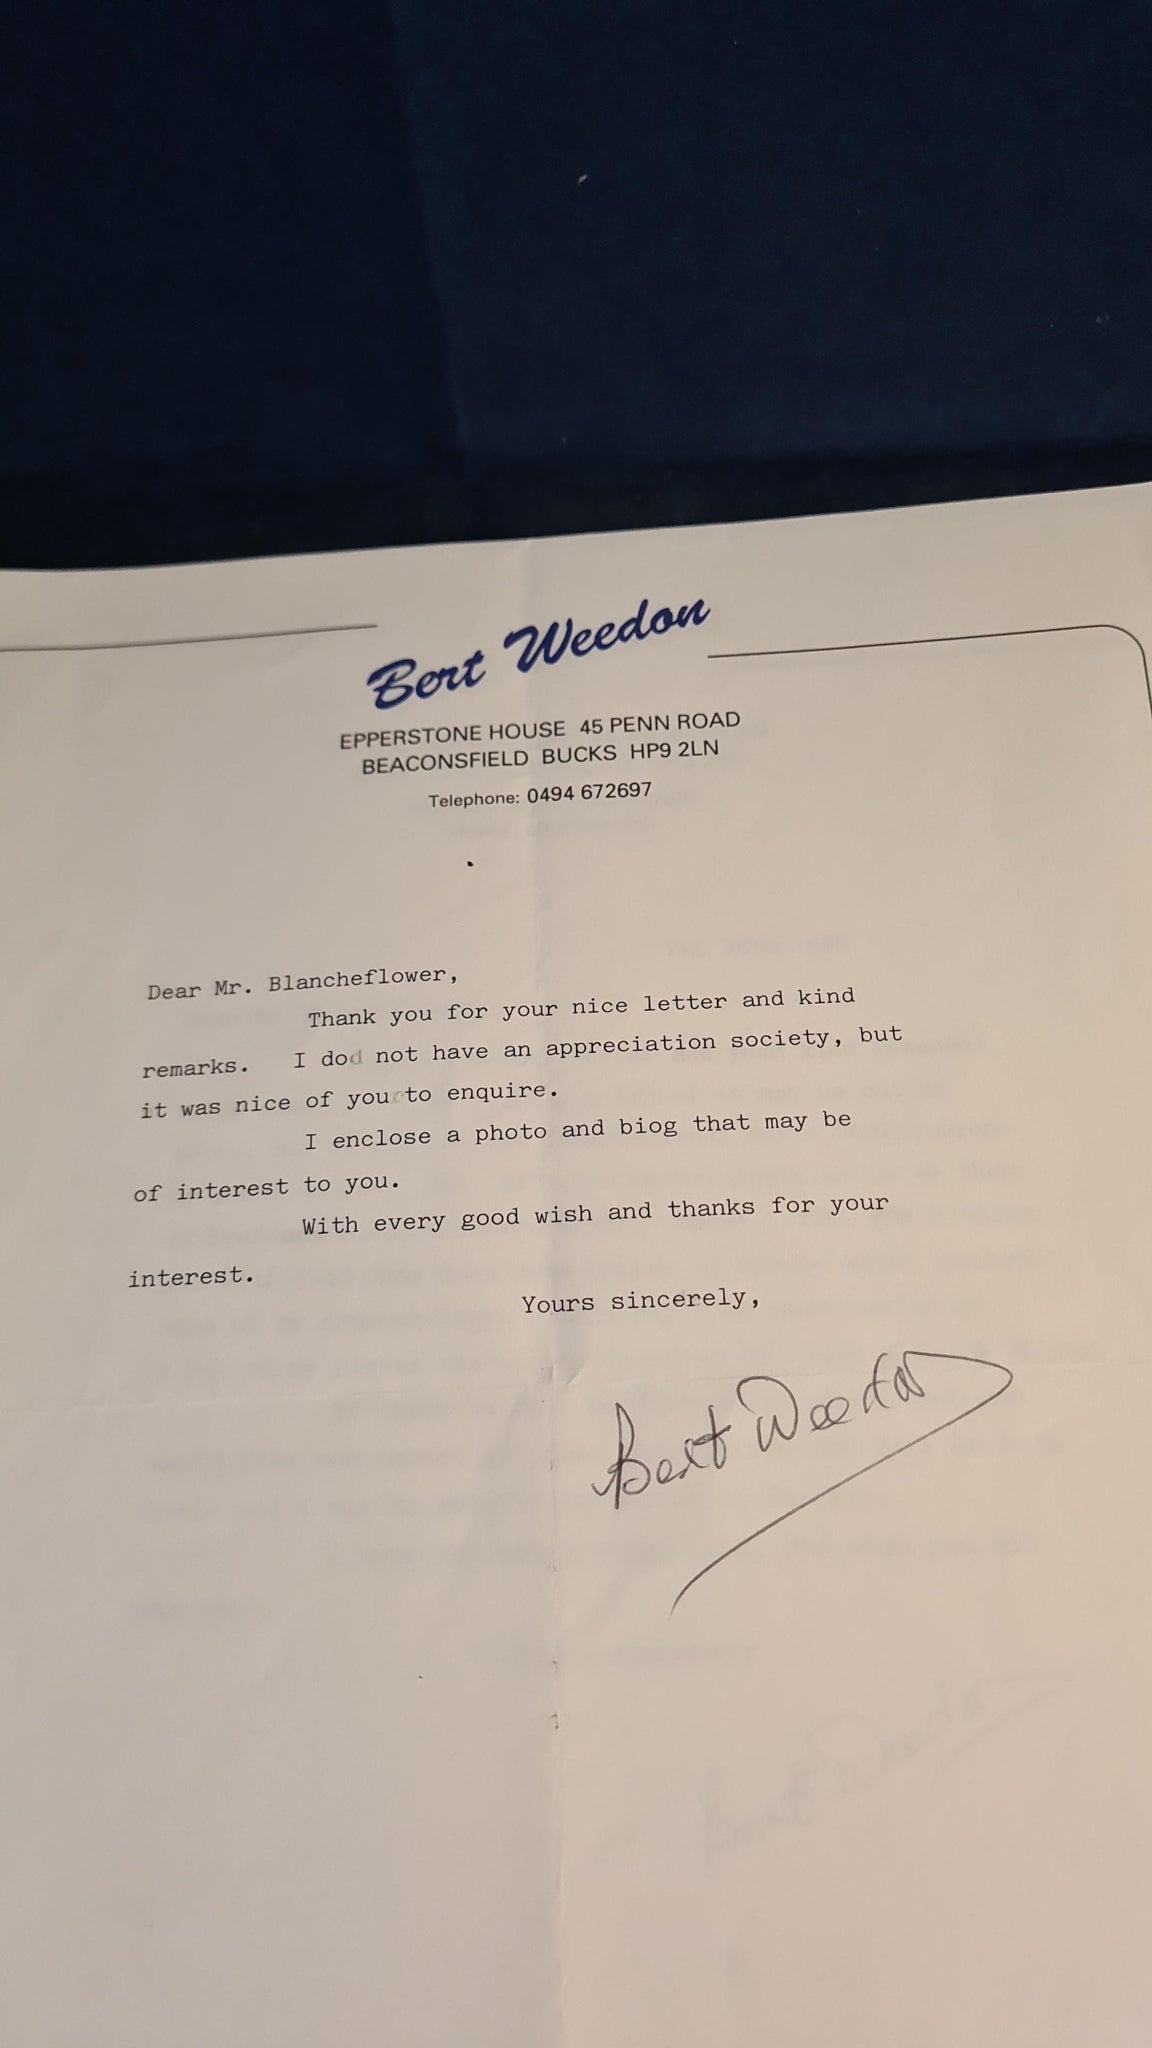 Bert Weedon
EPPERSTONE HOUSE 45 PENN ROAD
BEACONSFIELD BUCKS HP9 2LN
Telephone: 0494 672697
Dear Mr. Blancheflower,
Thank you for your nice letter and kind
remarks. I dod not have an appreciation society, but
it was nice of you to enquire.
I enclose a photo and biog that may be
of interest to you.
With every good wish and thanks for your
interest.
Yours sincerely,
Bert Weedon